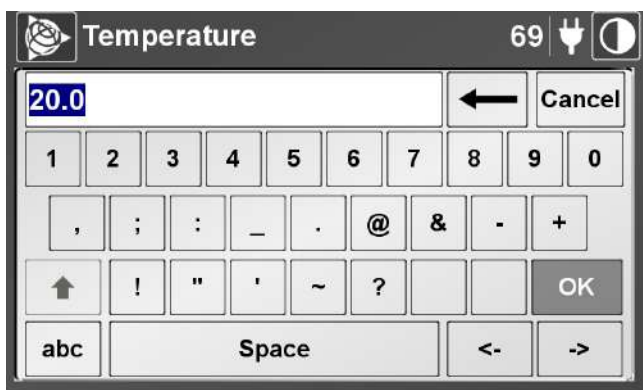 Temperature 69
20.0 Cancel
1 2 3 4 5 6 7 8 9 0
, ; : _ . @ & - +
! " ' ~ ? OK
abc Space <- ->